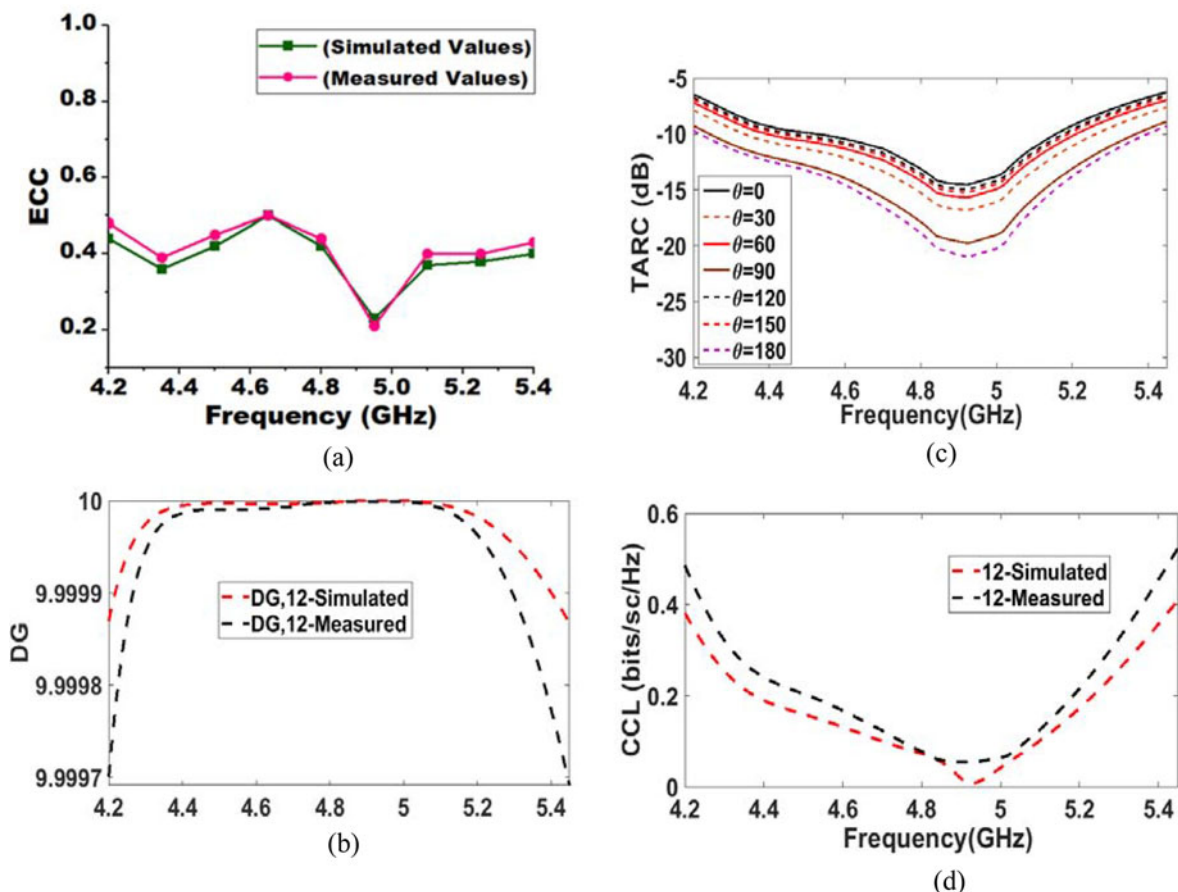 1.0
0.8
0.6
0.4
0.2
ECC
(Simulated Values)
(Measured Values)
4.2 4.4 4.6 4.8 5.0 5.2 5.4
Frequency (GHz)
(a)
-5
-10
-15
-20
-25
-30
TARC (dB)
θ=0
θ=30
θ=60
θ=90
θ=120
θ=150
θ=180
4.2 4.4 4.6 4.8 5 5.2 5.4
Frequency(GHz)
(c)
10
9.9999
9.9998
9.9997
DG
DG,12-Simulated
DG,12-Measured
4.2 4.4 4.6 4.8 5 5.2 5.4
(b)
0.6
0.4
0.2
0
CCL (bits/sc/Hz)
12-Simulated
12-Measured
4.2 4.4 4.6 4.8 5 5.2 5.4
Frequency(GHz)
(d)